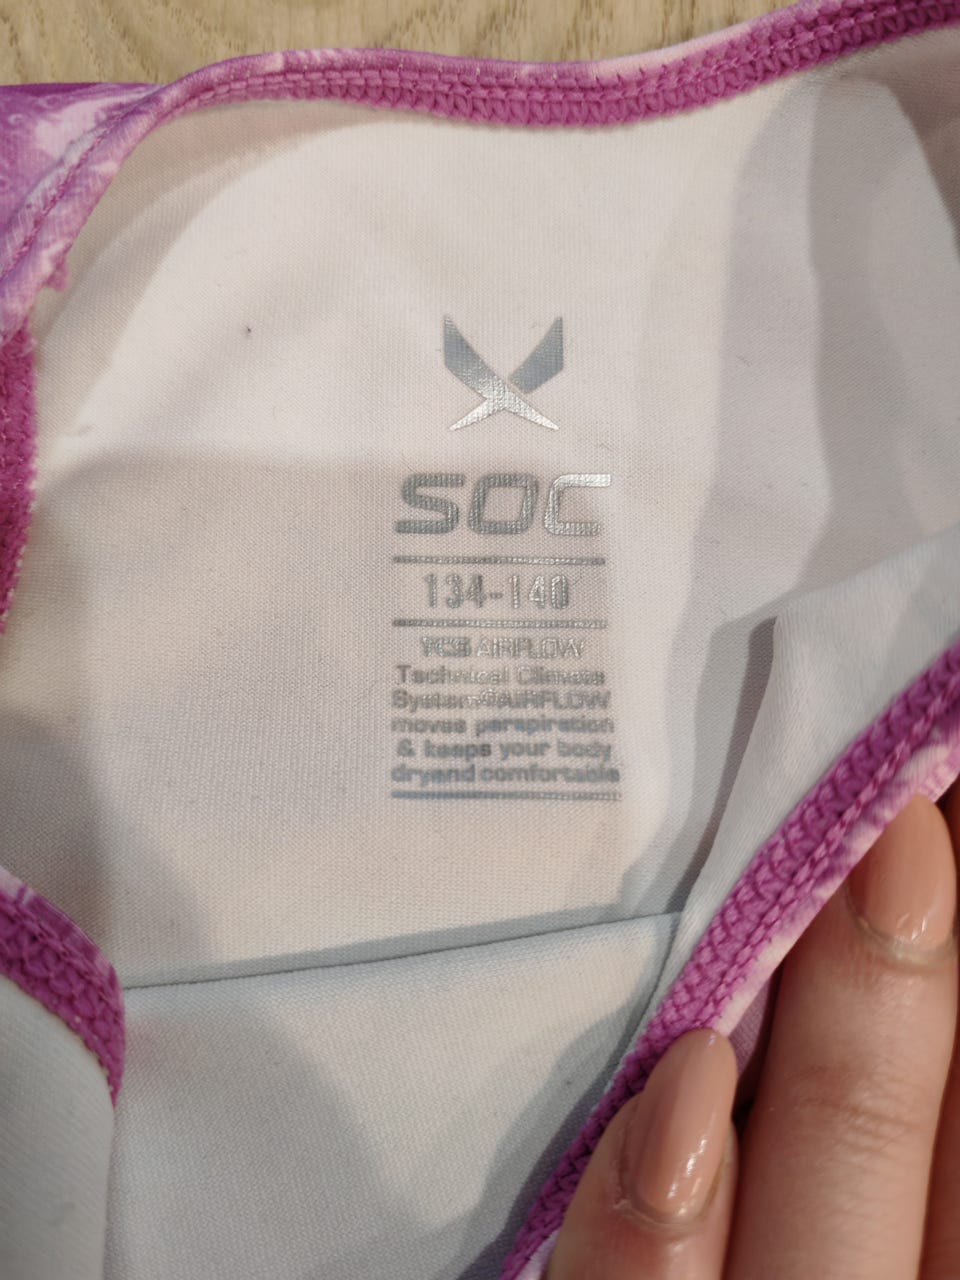 SOC
134-140
TCS AIRFLOW
Technical Climate
System®AIRFLOW
moves perspiration
& keeps your body
dryand comfortable